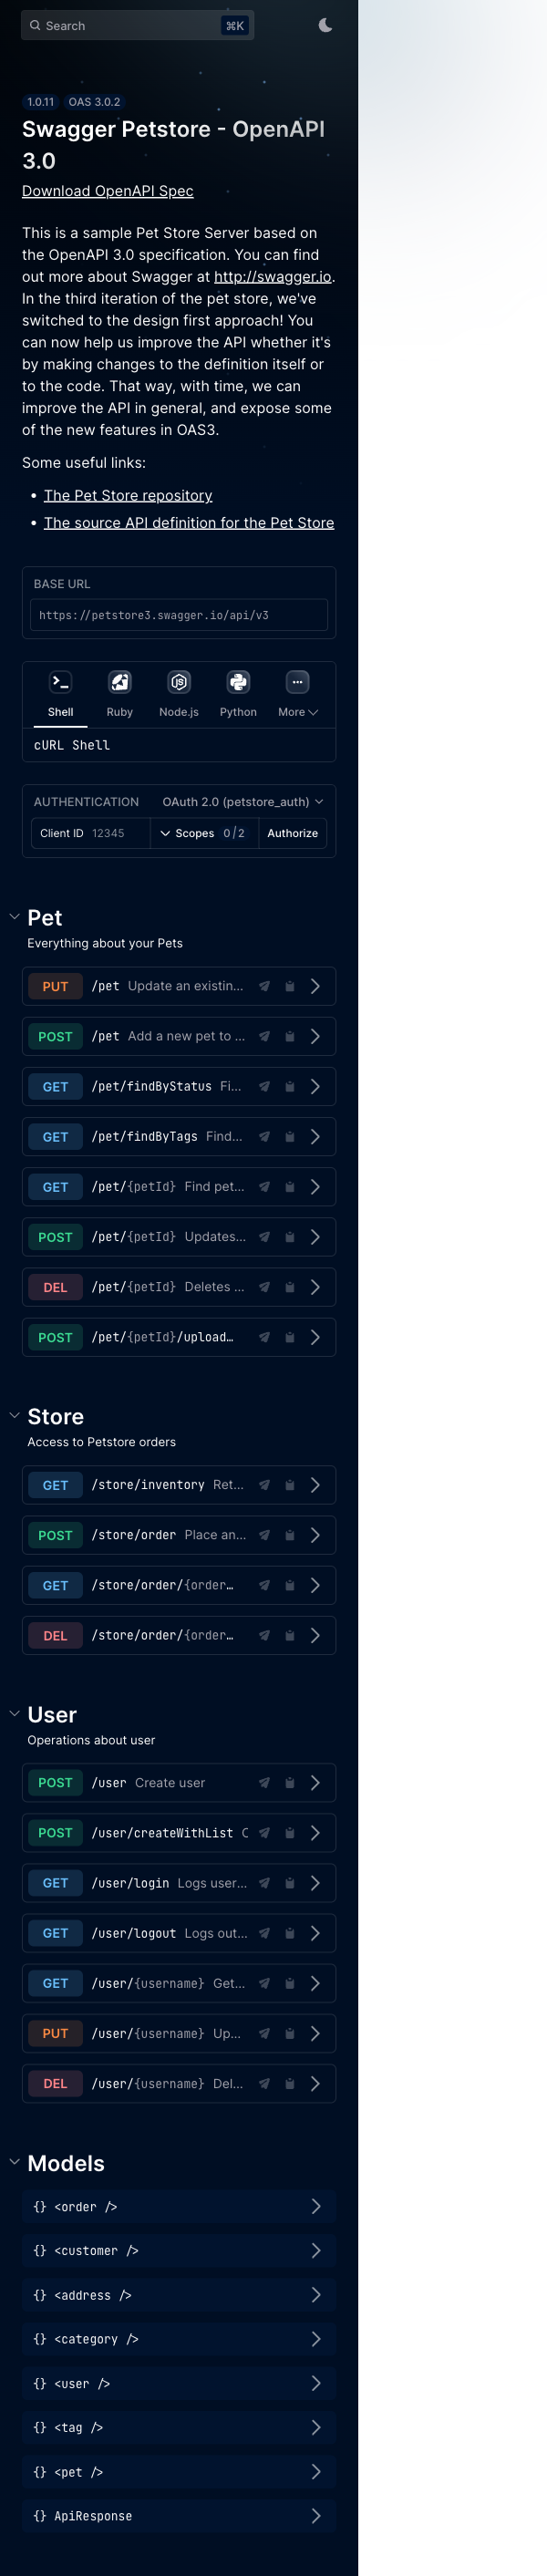 Search ⌘K
1.0.11 OAS 3.0.2
Swagger Petstore - OpenAPI
3.0
Download OpenAPI Spec
This is a sample Pet Store Server based on
the OpenAPI 3.0 specification. You can find
out more about Swagger at http://swagger.io.
In the third iteration of the pet store, we've
switched to the design first approach! You
can now help us improve the API whether it's
by making changes to the definition itself or
to the code. That way, with time, we can
improve the API in general, and expose some
of the new features in OAS3.
Some useful links:
• The Pet Store repository
• The source API definition for the Pet Store
BASE URL
https://petstore3.swagger.io/api/v3
Shell Ruby Node.js Python More
cURL Shell
AUTHENTICATION OAuth 2.0 (petstore_auth)
Client ID 12345 Scopes 0/2 Authorize
Pet
Everything about your Pets
PUT /pet Update an existin...
POST /pet Add a new pet to ...
GET /pet/findByStatus Fi...
GET /pet/findByTags Find...
GET /pet/{petId} Find pet...
POST /pet/{petId} Updates...
DEL /pet/{petId} Deletes ...
POST /pet/{petId}/upload…
Store
Access to Petstore orders
GET /store/inventory Ret...
POST /store/order Place an...
GET /store/order/{order…
DEL /store/order/{order…
User
Operations about user
POST /user Create user
POST /user/createWithList C
GET /user/login Logs user...
GET /user/logout Logs out...
GET /user/{username} Get...
PUT /user/{username} Up...
DEL /user/{username} Del...
Models
{} <order />
{} <customer />
{} <address />
{} <category />
{} <user />
{} <tag />
{} <pet />
{} ApiResponse